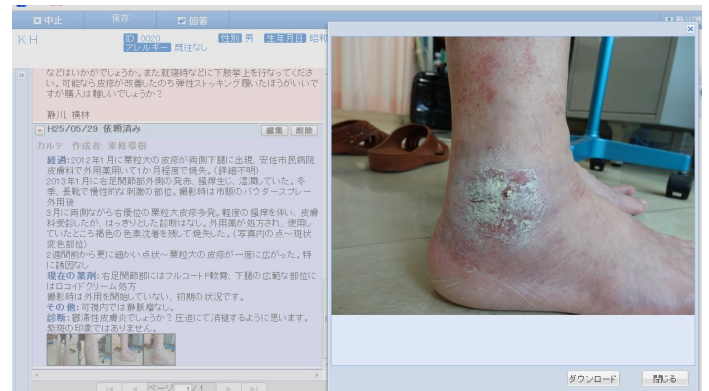 中止 保存 回答
KH ID 0020 性別 男 生年月日 昭和
アレルギー 既往なし
などはいかがでしょうか。また就寝時などに下肢挙上を行なってくださ
い。可能なら皮疹が改善したのち弾性ストッキング履いたほうがいいで
すが購入は難しいでしょうか?
静川 横林
H25/05/29 依頼済み 編集 削除
カルテ 作成者:東條環樹
経過:2012年1月に粟粒大の皮疹が両側下腿に出現、安佐市民病院
皮膚科で外用薬用いて1か月程度で焼失。(詳細不明)
2013年1月に右足関節部外側の発赤、掻痒生じ、湿潤していた。冬
季、長靴で慢性的な刺激の部位。撮影時は市販のパウダースプレー
外用後
3月に両側ながら右優位の粟粒大皮疹多発。軽度の掻痒を伴い、皮膚
科受診したが、はっきりとした診断はなし。外用薬が処方され、使用し
ていたところ褐色の色素沈着を残して焼失した。(写真内の点~斑状
変色部位)
2週間前から更に細かい点状~粟粒大の皮疹が一度に広がった。特
に誘因なし
現在の薬剤:右足関節部にはフルコートF軟膏、下腿の広範な部位に
はロコイドクリーム処方
撮影時は外用を開始していない、初期の状況です。
その他:可視内では静脈瘤なし。
診断:鬱滞性皮膚炎でしょうか?圧迫にて消褪するように思います。
紫斑の印象ではありません。
ページ 1 / 1
ダウンロード 閉じる